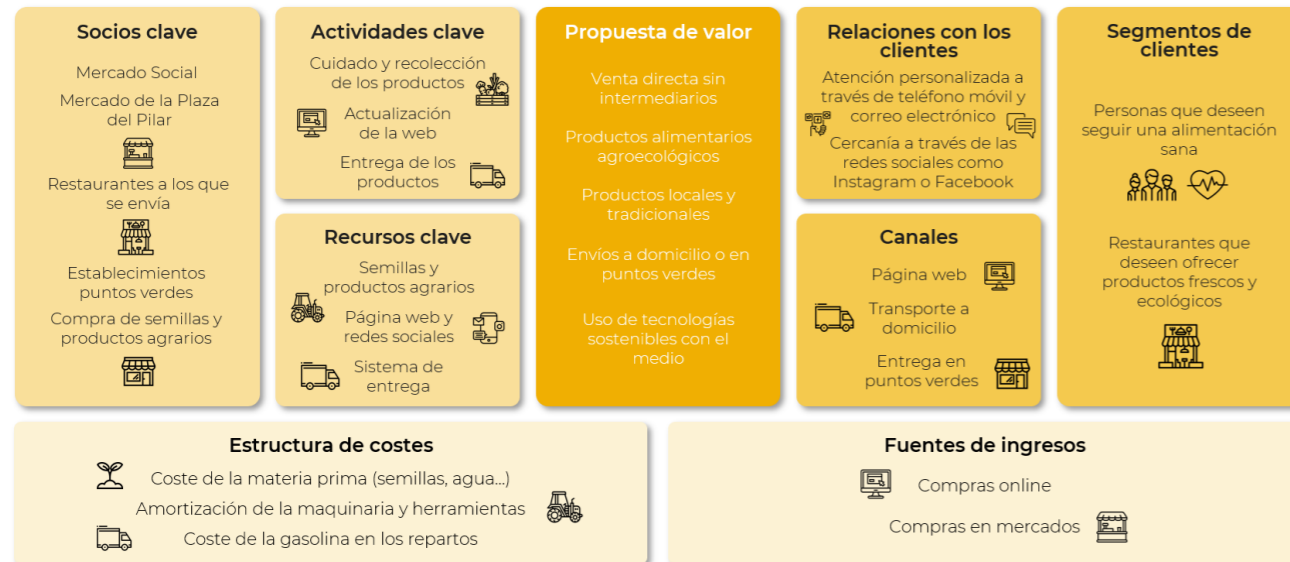 Socios clave
Mercado Social
Mercado de la Plaza
del Pilar
Restaurantes a los que
se envía
Establecimientos
puntos verdes
Compra de semillas y
productos agrarios
Actividades clave
Cuidado y recolección
de los productos
Actualización
de la web
Entrega de los
productos
Recursos clave
Semillas y
productos agrarios
Página web y
redes sociales
Sistema de
entrega
Propuesta de valor
Venta directa sin
intermediarios
Productos alimentarios
agroecológicos
Productos locales y
tradicionales
Envíos a domicilio o en
puntos verdes
Uso de tecnologías
sostenibles con el
medio
Relaciones con los
clientes
Atención personalizada a
través de teléfono móvil y
correo electrónico
Cercanía a través de las
redes sociales como
Instagram o Facebook
Canales
Página web
Transporte a
domicilio
Entrega en
puntos verdes
Segmentos de
clientes
Personas que deseen
seguir una alimentación
sana
Restaurantes que
deseen ofrecer
productos frescos y
ecológicos
Estructura de costes
Coste de la materia prima (semillas, agua...)
Amortización de la maquinaria y herramientas
Coste de la gasolina en los repartos
Fuentes de ingresos
Compras online
Compras en mercados